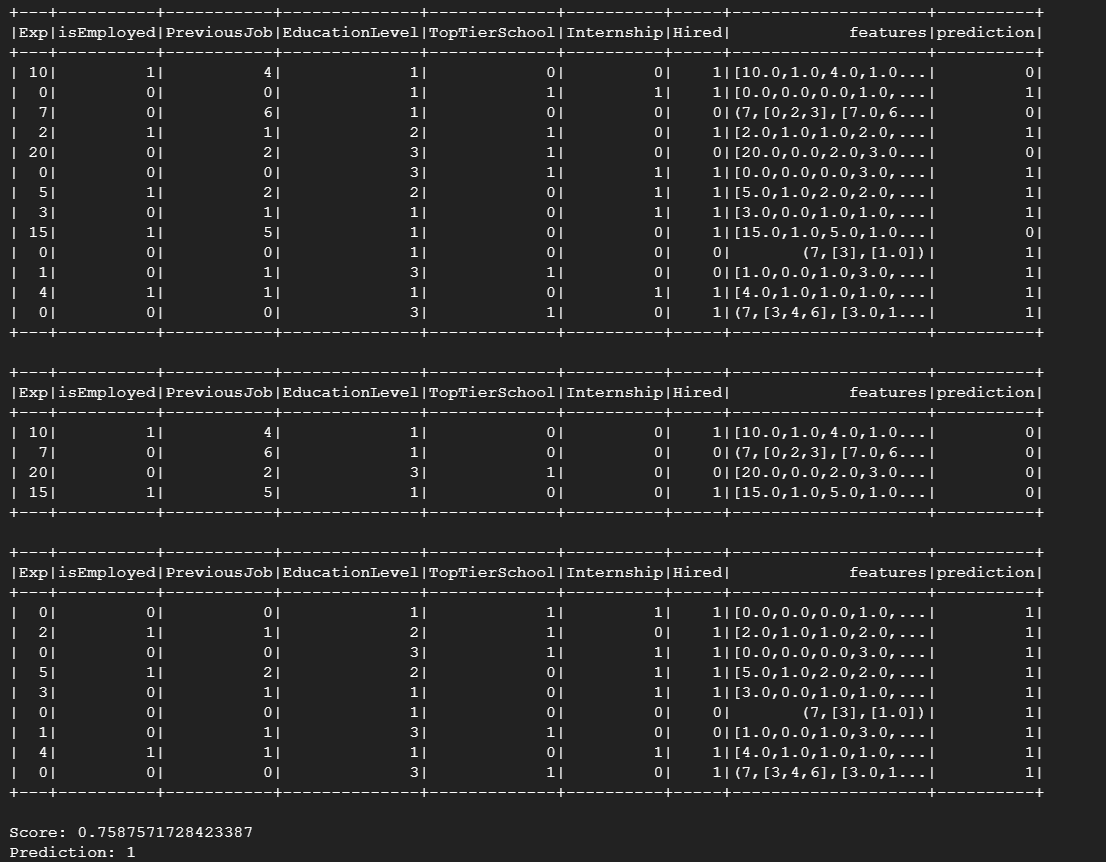 +---+----------+-----------+--------------+-------------+----------+-----+--------------------+----------+
|Exp|isEmployed|PreviousJob|EducationLevel|TopTierSchool|Internship|Hired|            features|prediction|
+---+----------+-----------+--------------+-------------+----------+-----+--------------------+----------+
| 10|         1|          4|             1|            0|         0|    1|[10.0,1.0,4.0,1.0...|         0|
|  0|         0|          0|             1|            1|         1|    1|[0.0,0.0,0.0,1.0,...|         1|
|  7|         0|          6|             1|            0|         0|    0|(7,[0,2,3],[7.0,6...|         0|
|  2|         1|          1|             2|            1|         0|    1|[2.0,1.0,1.0,2.0,...|         1|
| 20|         0|          2|             3|            1|         0|    0|[20.0,0.0,2.0,3.0...|         0|
|  0|         0|          0|             3|            1|         1|    1|[0.0,0.0,0.0,3.0,...|         1|
|  5|         1|          2|             2|            0|         1|    1|[5.0,1.0,2.0,2.0,...|         1|
|  3|         0|          1|             1|            0|         1|    1|[3.0,0.0,1.0,1.0,...|         1|
| 15|         1|          5|             1|            0|         0|    1|[15.0,1.0,5.0,1.0...|         0|
|  0|         0|          0|             1|            0|         0|    0|       (7,[3],[1.0])|         1|
|  1|         0|          1|             3|            1|         0|    0|[1.0,0.0,1.0,3.0,...|         1|
|  4|         1|          1|             1|            0|         1|    1|[4.0,1.0,1.0,1.0,...|         1|
|  0|         0|          0|             3|            1|         0|    1|(7,[3,4,6],[3.0,1...|         1|
+---+----------+-----------+--------------+-------------+----------+-----+--------------------+----------+
+---+----------+-----------+--------------+-------------+----------+-----+--------------------+----------+
|Exp|isEmployed|PreviousJob|EducationLevel|TopTierSchool|Internship|Hired|            features|prediction|
+---+----------+-----------+--------------+-------------+----------+-----+--------------------+----------+
| 10|         1|          4|             1|            0|         0|    1|[10.0,1.0,4.0,1.0...|         0|
|  7|         0|          6|             1|            0|         0|    0|(7,[0,2,3],[7.0,6...|         0|
| 20|         0|          2|             3|            1|         0|    0|[20.0,0.0,2.0,3.0...|         0|
| 15|         1|          5|             1|            0|         0|    1|[15.0,1.0,5.0,1.0...|         0|
+---+----------+-----------+--------------+-------------+----------+-----+--------------------+----------+
+---+----------+-----------+--------------+-------------+----------+-----+--------------------+----------+
|Exp|isEmployed|PreviousJob|EducationLevel|TopTierSchool|Internship|Hired|            features|prediction|
+---+----------+-----------+--------------+-------------+----------+-----+--------------------+----------+
|  0|         0|          0|             1|            1|         1|    1|[0.0,0.0,0.0,1.0,...|         1|
|  2|         1|          1|             2|            1|         0|    1|[2.0,1.0,1.0,2.0,...|         1|
|  0|         0|          0|             3|            1|         1|    1|[0.0,0.0,0.0,3.0,...|         1|
|  5|         1|          2|             2|            0|         1|    1|[5.0,1.0,2.0,2.0,...|         1|
|  3|         0|          1|             1|            0|         1|    1|[3.0,0.0,1.0,1.0,...|         1|
|  0|         0|          0|             1|            0|         0|    0|       (7,[3],[1.0])|         1|
|  1|         0|          1|             3|            1|         0|    0|[1.0,0.0,1.0,3.0,...|         1|
|  4|         1|          1|             1|            0|         1|    1|[4.0,1.0,1.0,1.0,...|         1|
|  0|         0|          0|             3|            1|         0|    1|(7,[3,4,6],[3.0,1...|         1|
+---+----------+-----------+--------------+-------------+----------+-----+--------------------+----------+
Score: 0.7587571728423387
Prediction: 1